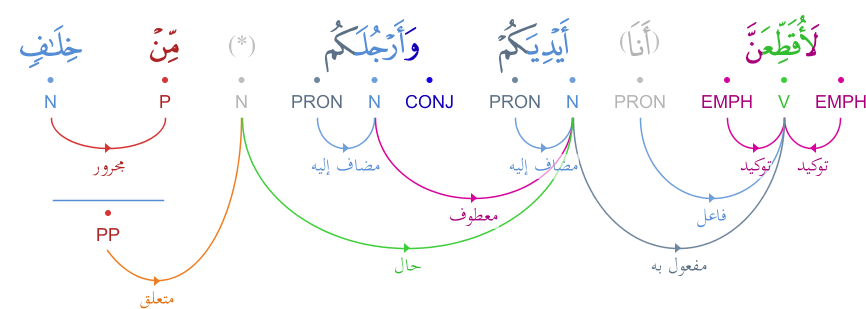 لَأُقَطِّعَنَّ (أَنَا) أَيْدِيَكُمْ وَأَرْجُلَكُم (*) مِّنْ خِلَٰفٍ
N P N PRON N CONJ PRON N PRON EMPH V EMPH
مجرور مضاف إليه مضاف إليه توكيد توكيد
معطوف فاعل
PP
حال مفعول به
متعلق